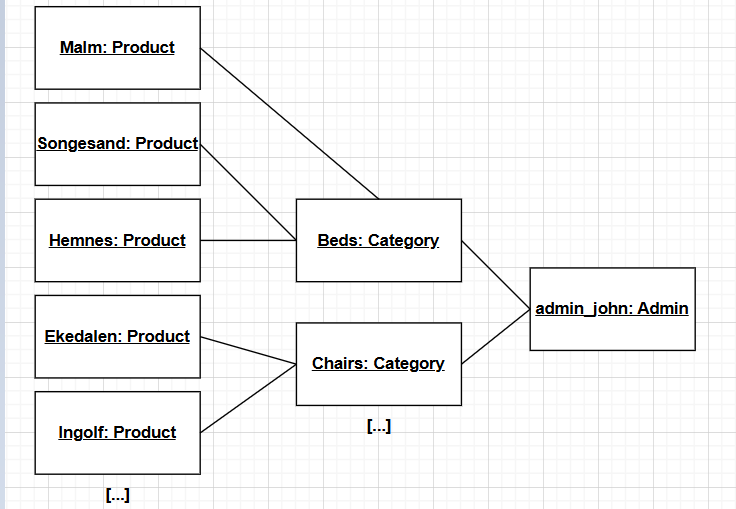 Malm: Product
Songesand: Product
Hemnes: Product
Beds: Category
admin_john: Admin
Ekedalen: Product
Chairs: Category
Ingolf: Product
[...]
[...]